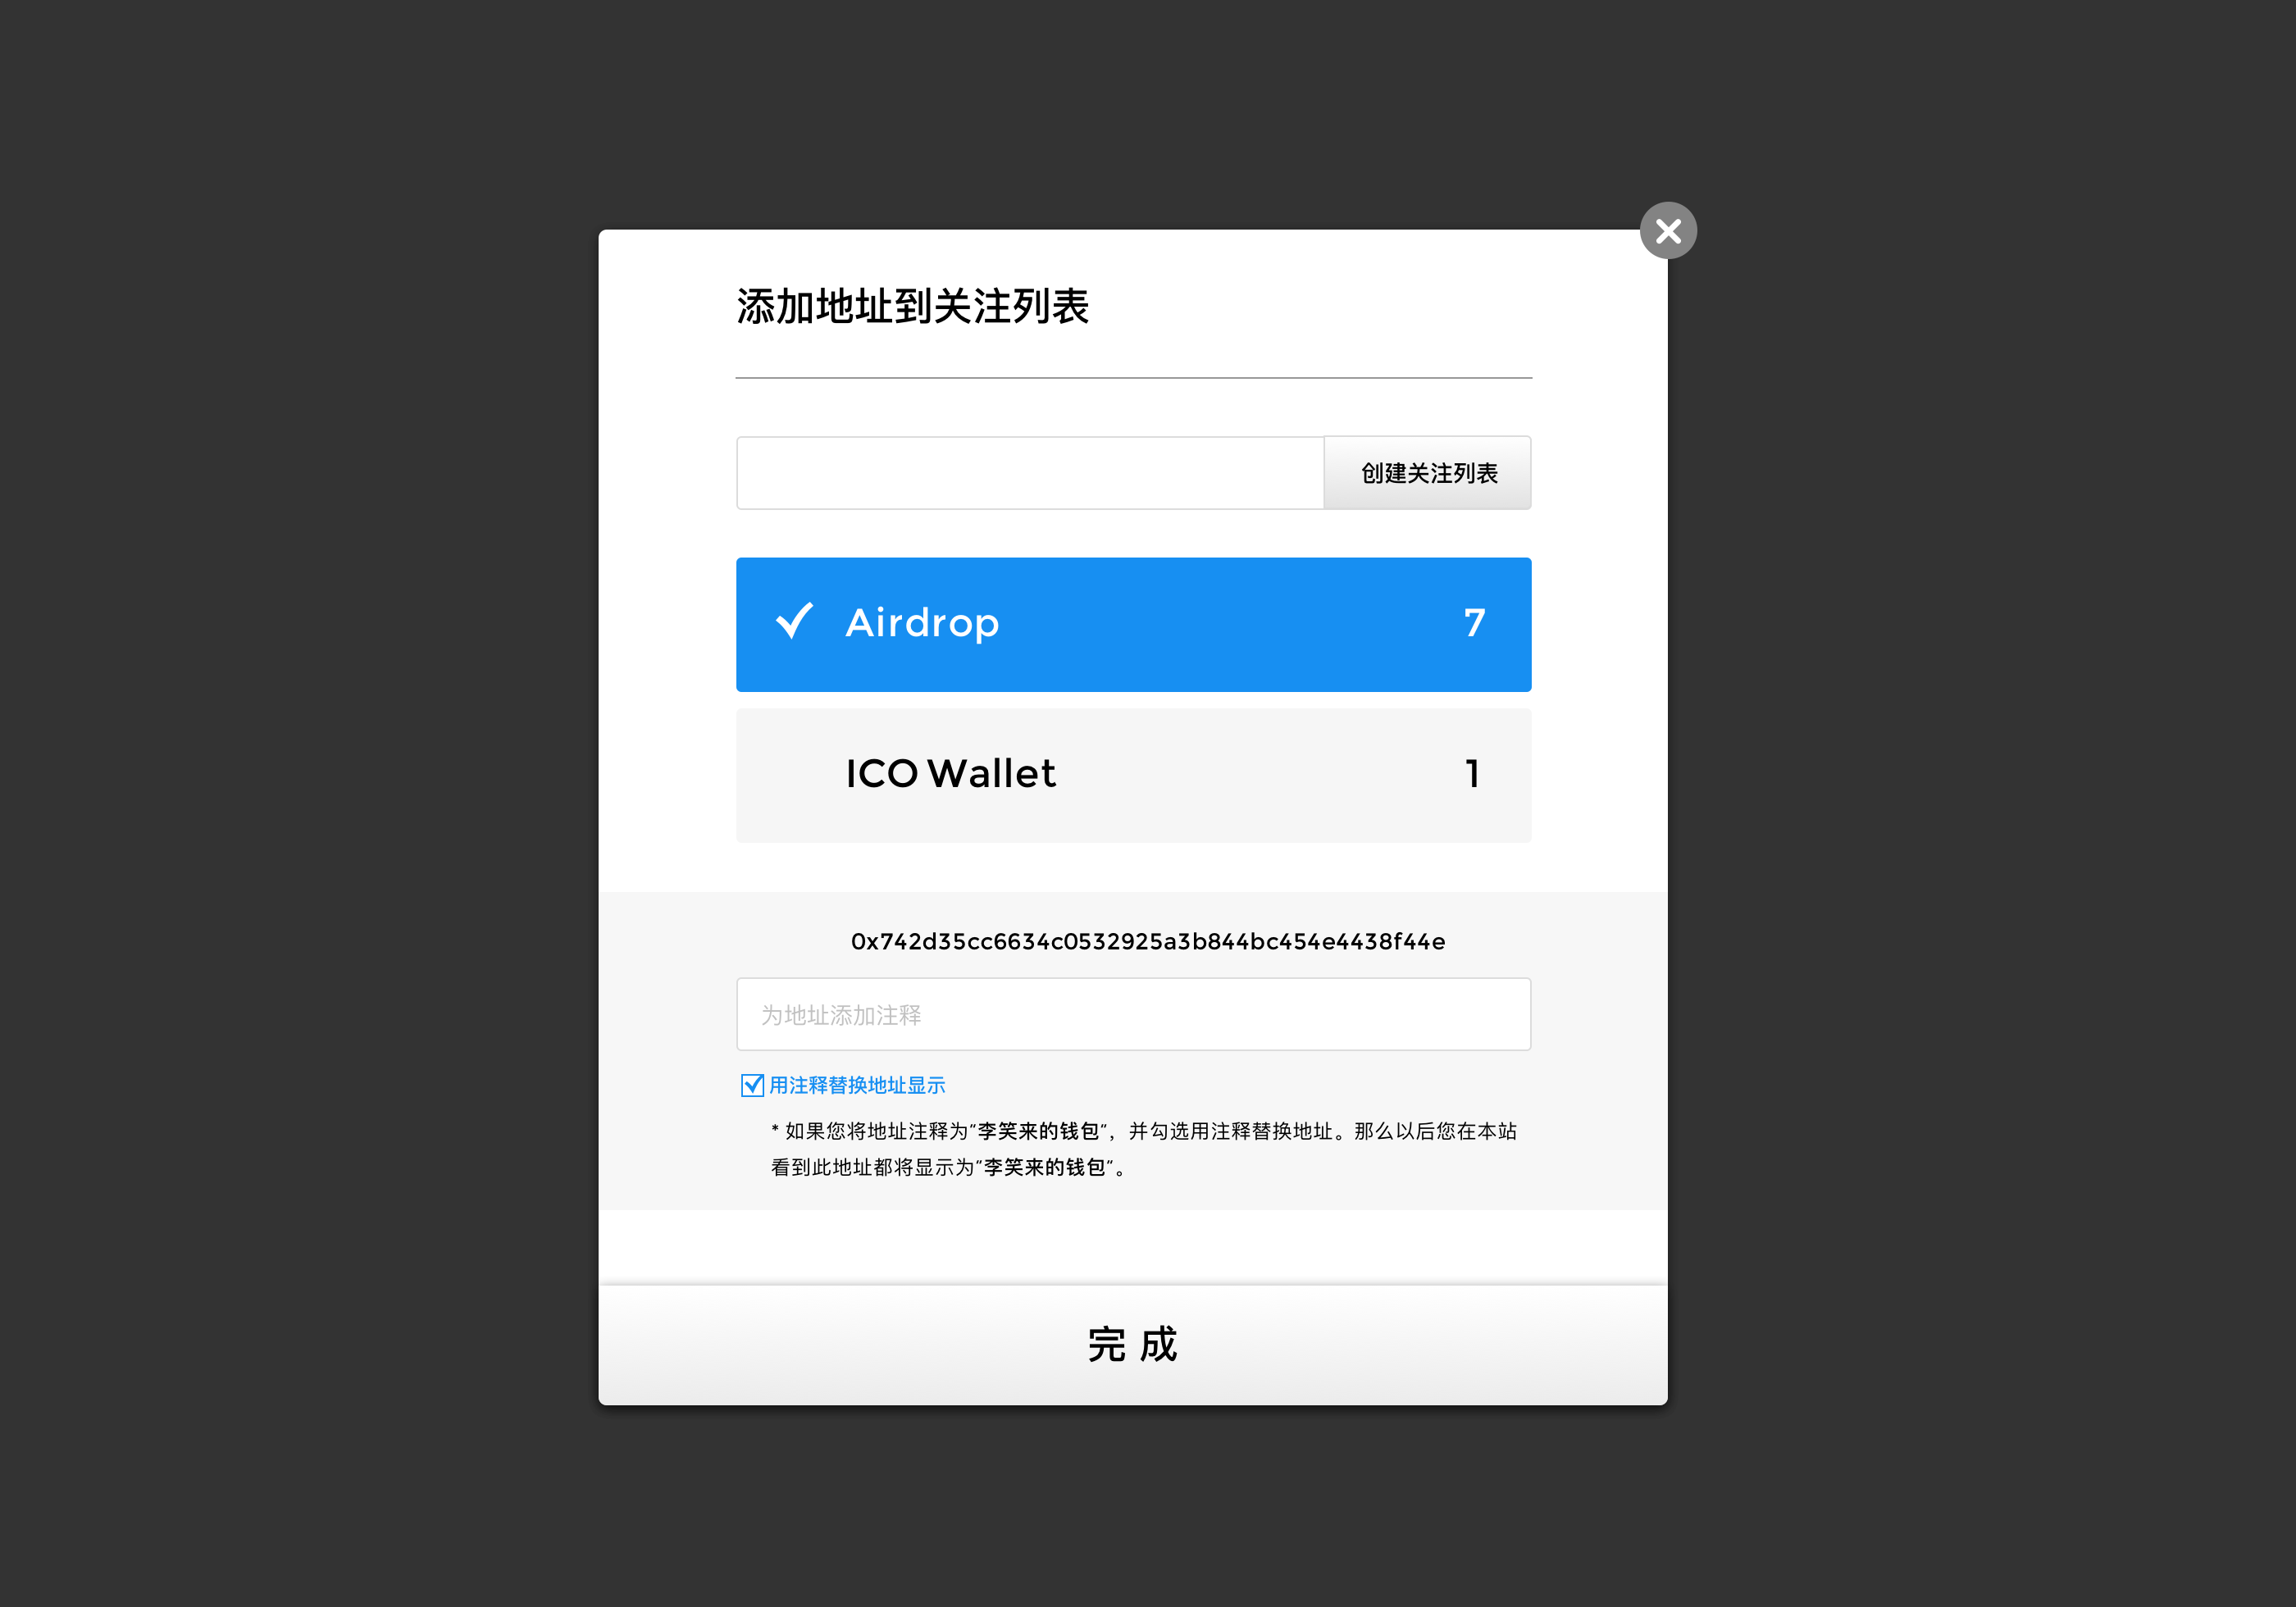 添加地址到关注列表
创建关注列表
Airdrop 7
ICO Wallet 1
0x742d35cc6634c0532925a3b844bc454e4438f44e
为地址添加注释
用注释替换地址显示
* 如果您将地址注释为“李笑来的钱包”，并勾选用注释替换地址。那么以后您在本站
看到此地址都将显示为“李笑来的钱包”。
完 成